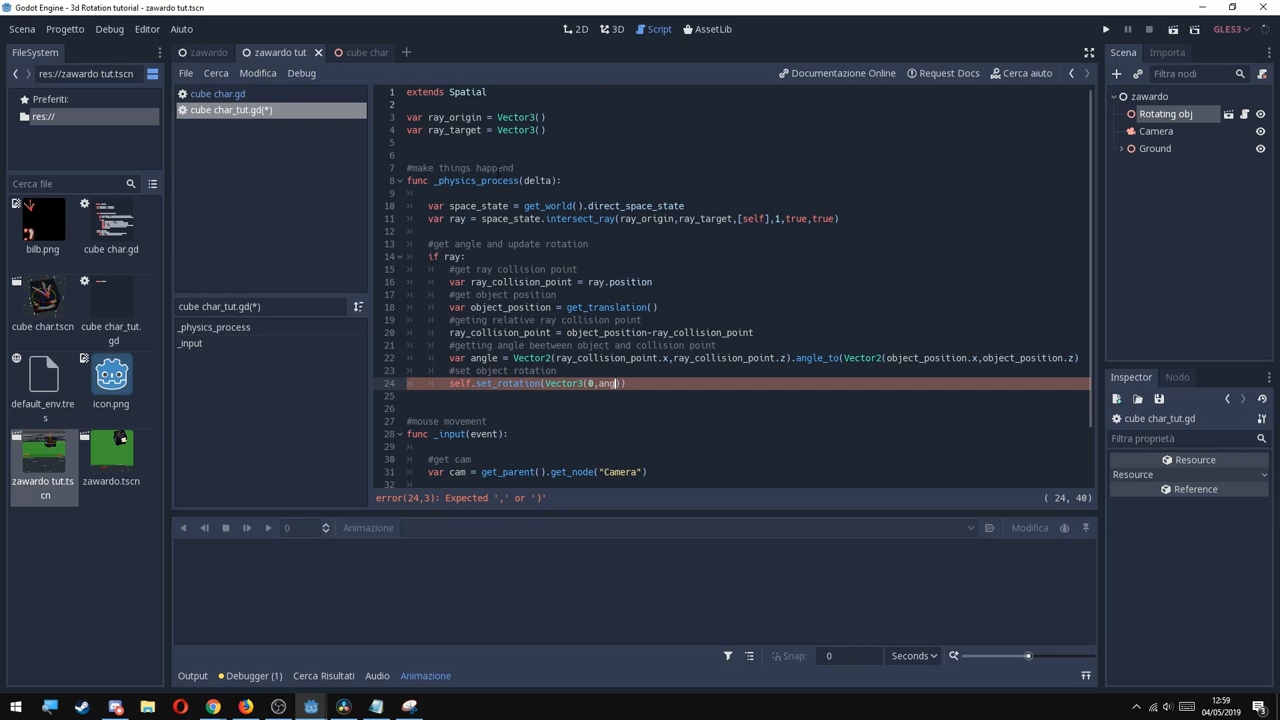 Godot Engine - 3d Rotation tutorial - zawardo tut.tscn
Scena Progetto Debug Editor Aiuto
2D 3D Script AssetLib
GLES3
FileSystem
res://zawardo tut.tscn
Preferiti:
res://
Cerca file
bilb.png
cube char.gd
cube char.tscn
cube char_tut.
gd
default_env.tre
s
icon.png
zawardo tut.ts
cn
zawardo.tscn
zawardo zawardo tut cube char
File Cerca Modifica Debug
Documentazione Online Request Docs Cerca aiuto
cube char.gd
cube char_tut.gd(*)
cube char_tut.gd(*)
_physics_process
_input
1 extends Spatial
2
3 var ray_origin = Vector3()
4 var ray_target = Vector3()
5
6
7 #make things happend
8 func _physics_process(delta):
9
10 var space_state = get_world().direct_space_state
11 var ray = space_state.intersect_ray(ray_origin,ray_target,[self],1,true,true)
12
13 #get angle and update rotation
14 if ray:
15 #get ray collision point
16 var ray_collision_point = ray.position
17 #get object position
18 var object_position = get_translation()
19 #geting relative ray collision point
20 ray_collision_point = object_position-ray_collision_point
21 #getting angle beetween object and collision point
22 var angle = Vector2(ray_collision_point.x,ray_collision_point.z).angle_to(Vector2(object_position.x,object_position.z)
23 #set object rotation
24 self.set_rotation(Vector3(0,ang))
25
26
27 #mouse movement
28 func _input(event):
29
30 #get cam
31 var cam = get_parent().get_node("Camera")
32
error(24,3): Expected ',' or ')'
( 24, 40)
0 Animazione Modifica
Snap: 0 Seconds
Output Debugger (1) Cerca Risultati Audio Animazione
Scena Importa
Filtra nodi
zawardo
Rotating obj
Camera
Ground
Inspector Nodo
cube char_tut.gd
Filtra proprietà
Resource
Resource
Reference
12:59
04/05/2019
3